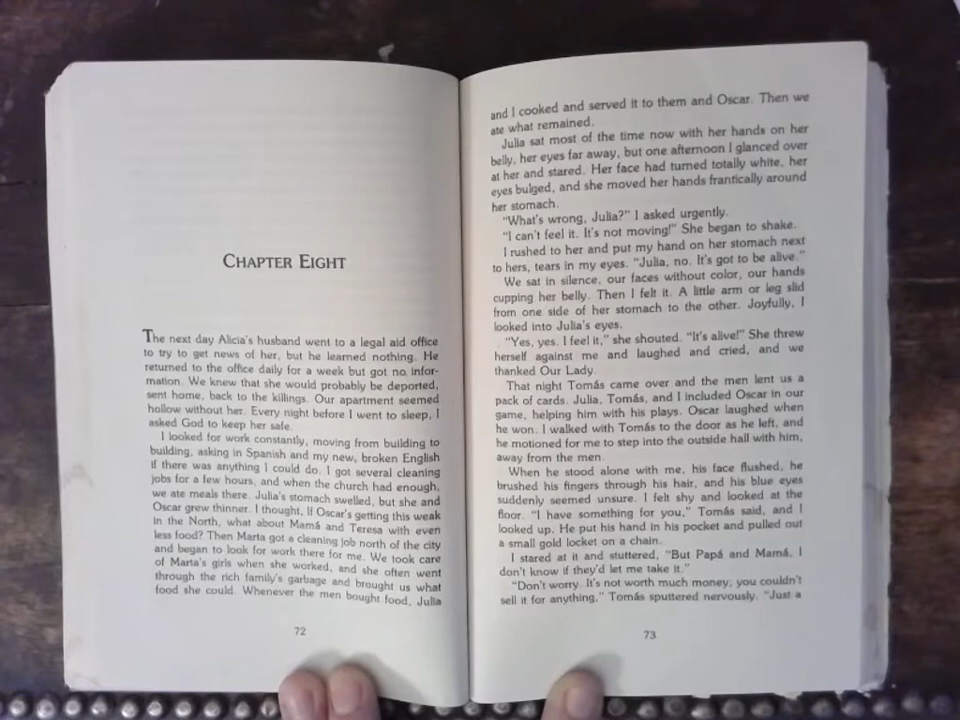 CHAPTER EIGHT
The next day Alicia's husband went to a legal aid office
to try to get news of her, but he learned nothing. He
returned to the office daily for a week but got no infor-
mation. We knew that she would probably be deported,
sent home, back to the killings. Our apartment seemed
hollow without her. Every night before I went to sleep, I
asked God to keep her safe.
I looked for work constantly, moving from building to
building, asking in Spanish and my new, broken English
if there was anything I could do. I got several cleaning
jobs for a few hours, and when the church had enough,
we ate meals there. Julia's stomach swelled, but she and
Oscar grew thinner. I thought, If Oscar's getting this weak
in the North, what about Mamá and Teresa with even
less food? Then Marta got a cleaning job north of the city
and began to look for work there for me. We took care
of Marta's girls when she worked, and she often went
through the rich family's garbage and brought us what
food she could. Whenever the men bought food, Julia
72
and I cooked and served it to them and Oscar. Then we
ate what remained.
Julia sat most of the time now with her hands on her
belly, her eyes far away, but one afternoon I glanced over
at her and stared. Her face had turned totally white, her
eyes bulged, and she moved her hands frantically around
her stomach.
"What's wrong, Julia?" I asked urgently.
"I can't feel it. It's not moving!" She began to shake.
I rushed to her and put my hand on her stomach next
to hers, tears in my eyes. "Julia, no. It's got to be alive."
We sat in silence, our faces without color, our hands
cupping her belly. Then I felt it. A little arm or leg slid
from one side of her stomach to the other. Joyfully, I
looked into Julia's eyes.
"Yes, yes. I feel it," she shouted. "It's alive!" She threw
herself against me and laughed and cried, and we
thanked Our Lady.
That night Tomás came over and the men lent us a
pack of cards. Julia, Tomás, and I included Oscar in our
game, helping him with his plays. Oscar laughed when
he won. I walked with Tomás to the door as he left, and
he motioned for me to step into the outside hall with him,
away from the men.
When he stood alone with me, his face flushed, he
brushed his fingers through his hair, and his blue eyes
suddenly seemed unsure. I felt shy and looked at the
floor. "I have something for you," Tomás said, and I
looked up. He put his hand in his pocket and pulled out
a small gold locket on a chain.
I stared at it and stuttered, "But Papá and Mamá, I
don't know if they'd let me take it."
"Don't worry. It's not worth much money; you couldn't
sell it for anything," Tomás sputtered nervously. "Just a
73